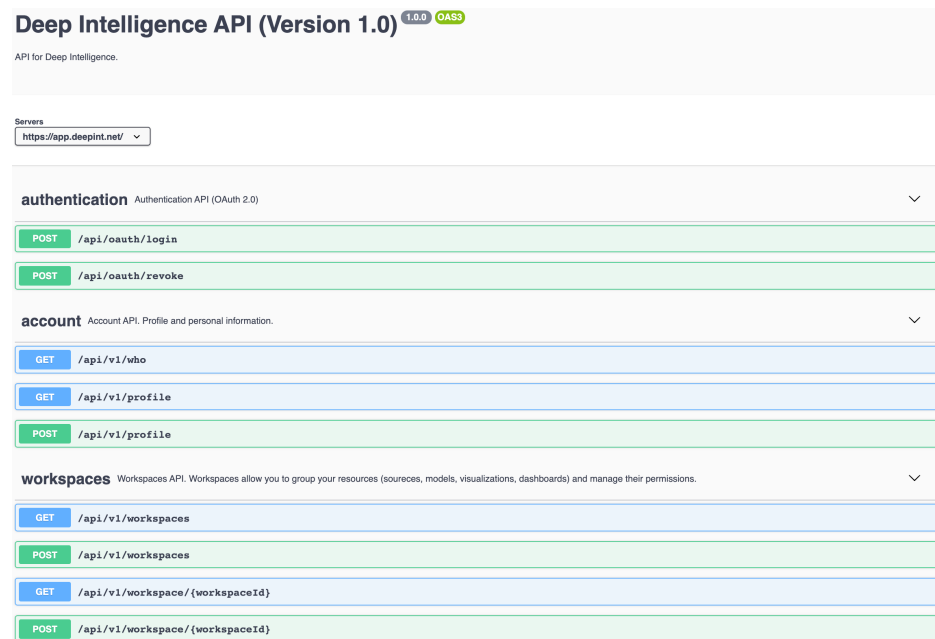 Deep Intelligence API (Version 1.0) 1.0.0 OAS3
API for Deep Intelligence.
Servers
https://app.deepint.net/
authentication Authentication API (OAuth 2.0)
POST /api/oauth/login
POST /api/oauth/revoke
account Account API. Profile and personal information.
GET /api/v1/who
GET /api/v1/profile
POST /api/v1/profile
workspaces Workspaces API. Workspaces allow you to group your resources (soureces, models, visualizations, dashboards) and manage their permissions.
GET /api/v1/workspaces
POST /api/v1/workspaces
GET /api/v1/workspace/{workspaceId}
POST /api/v1/workspace/{workspaceId}